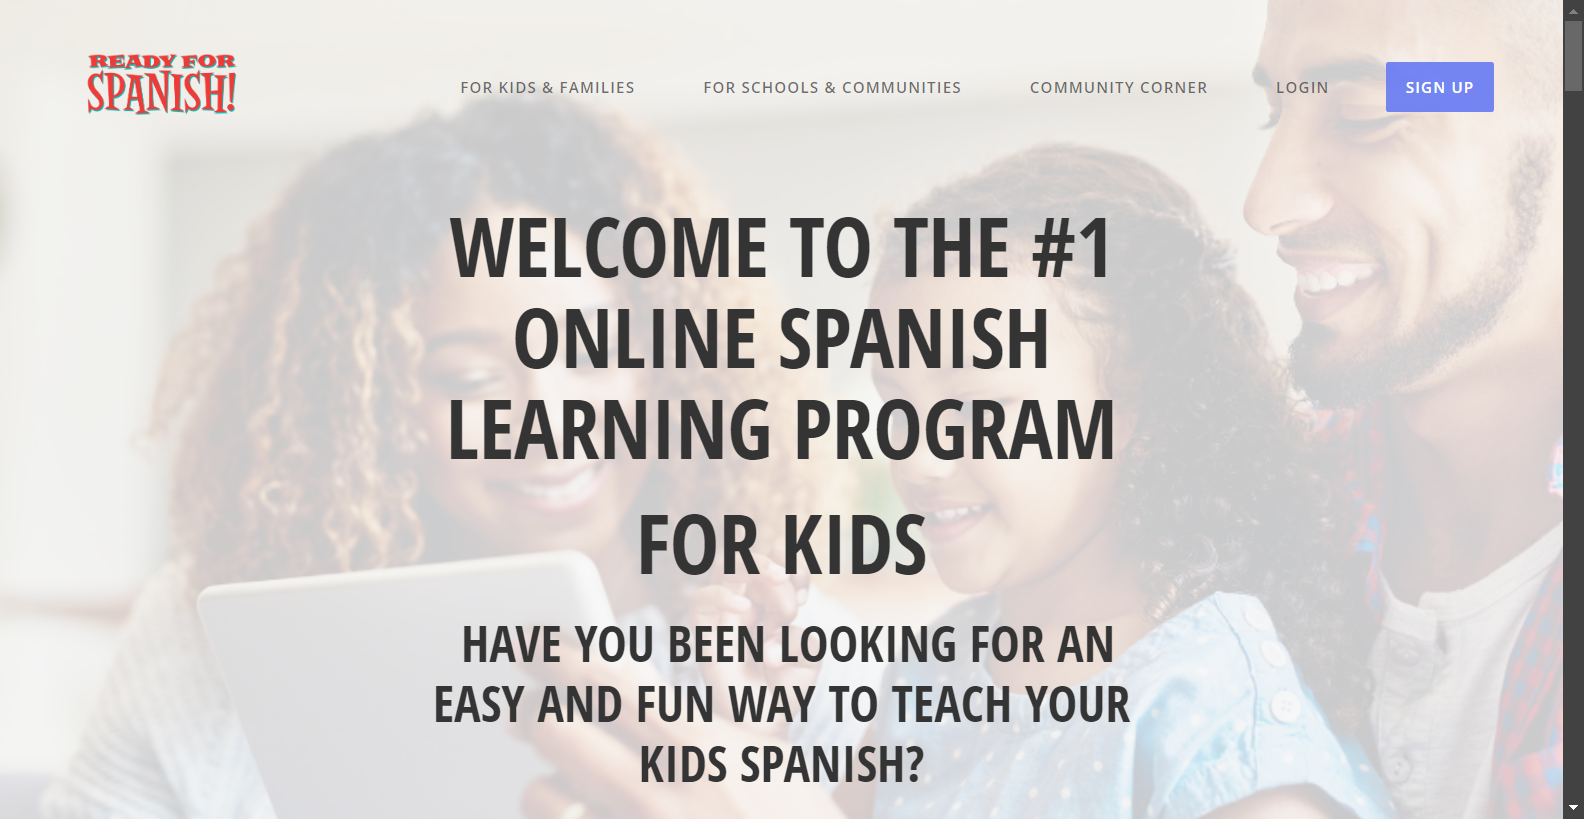 READY FOR
SPANISH!
FOR KIDS & FAMILIES
FOR SCHOOLS & COMMUNITIES
COMMUNITY CORNER
LOGIN
SIGN UP
WELCOME TO THE #1
ONLINE SPANISH
LEARNING PROGRAM
FOR KIDS
HAVE YOU BEEN LOOKING FOR AN
EASY AND FUN WAY TO TEACH YOUR
KIDS SPANISH?